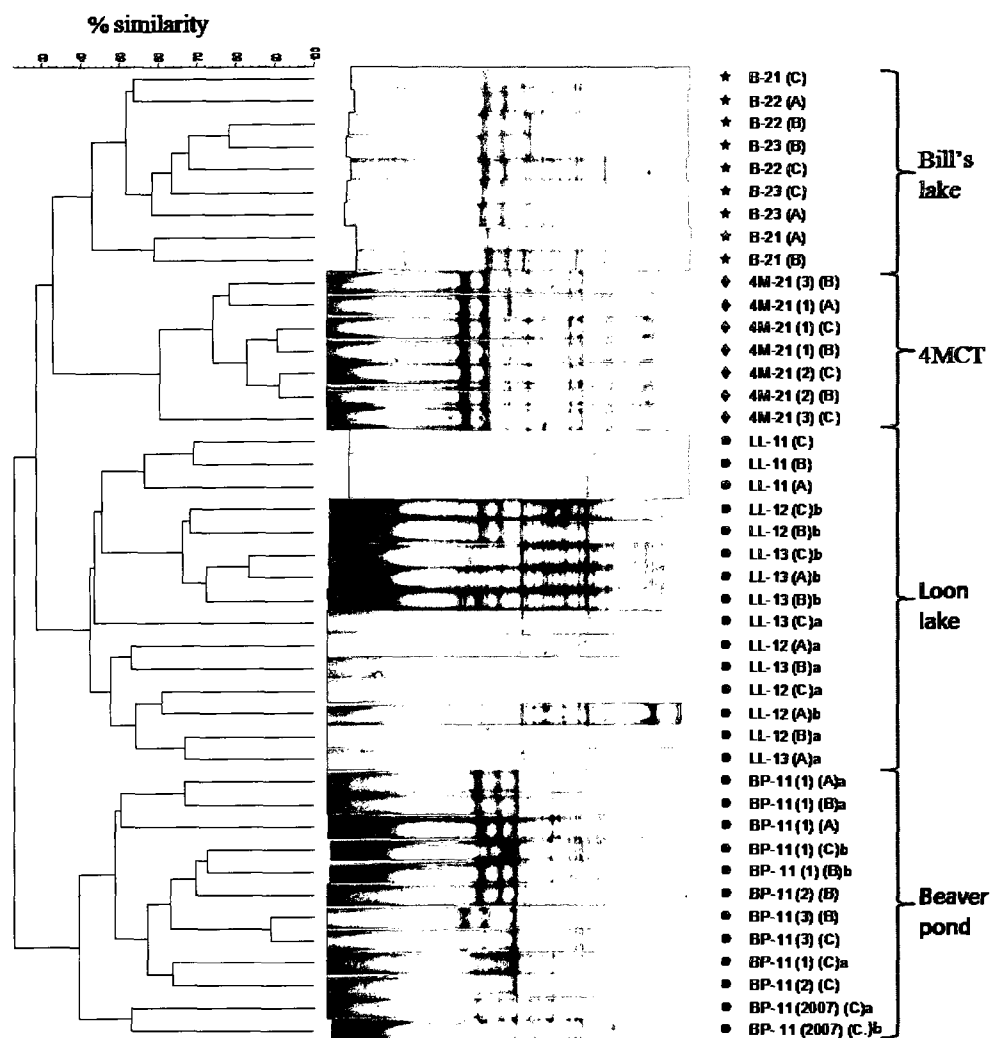 % similarity
100
B-21 (C)
B-22 (A)
B-22 (B)
B-23 (B)
B-22 (C)
B-23 (C)
B-23 (A)
B-21 (A)
B-21 (B)
Bill's
lake
4M-21 (3) (B)
4M-21 (1) (A)
4M-21 (1) (C)
4M-21 (1) (B)
4M-21 (2) (C)
4M-21 (2) (B)
4M-21 (3) (C)
4MCT
LL-11 (C)
LL-11 (B)
LL-11 (A)
LL-12 (C)b
LL-12 (B)b
LL-13 (C)b
LL-13 (A)b
LL-13 (B)b
LL-13 (C)a
LL-12 (A)a
LL-13 (B)a
LL-12 (C)a
LL-12 (A)b
LL-12 (B)a
LL-13 (A)a
Loon
lake
BP-11 (1) (A)a
BP-11 (1) (B)a
BP-11 (1) (A)
BP-11 (1) (C)b
BP- 11 (1) (B)b
BP-11 (2) (B)
BP-11 (3) (B)
BP-11 (3) (C)
BP-11 (1) (C)a
BP-11 (2) (C)
BP-11 (2007) (C)a
BP- 11 (2007) (C.)b
Beaver
pond